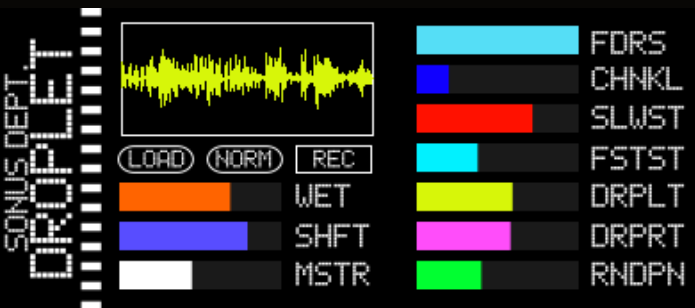 SONUS DEPT.
DROPLET
LOAD NORM REC
WET
SHFT
MSTR
FDRS
CHNKL
SLWST
FSTST
DRPLT
DRPRT
RNDPN